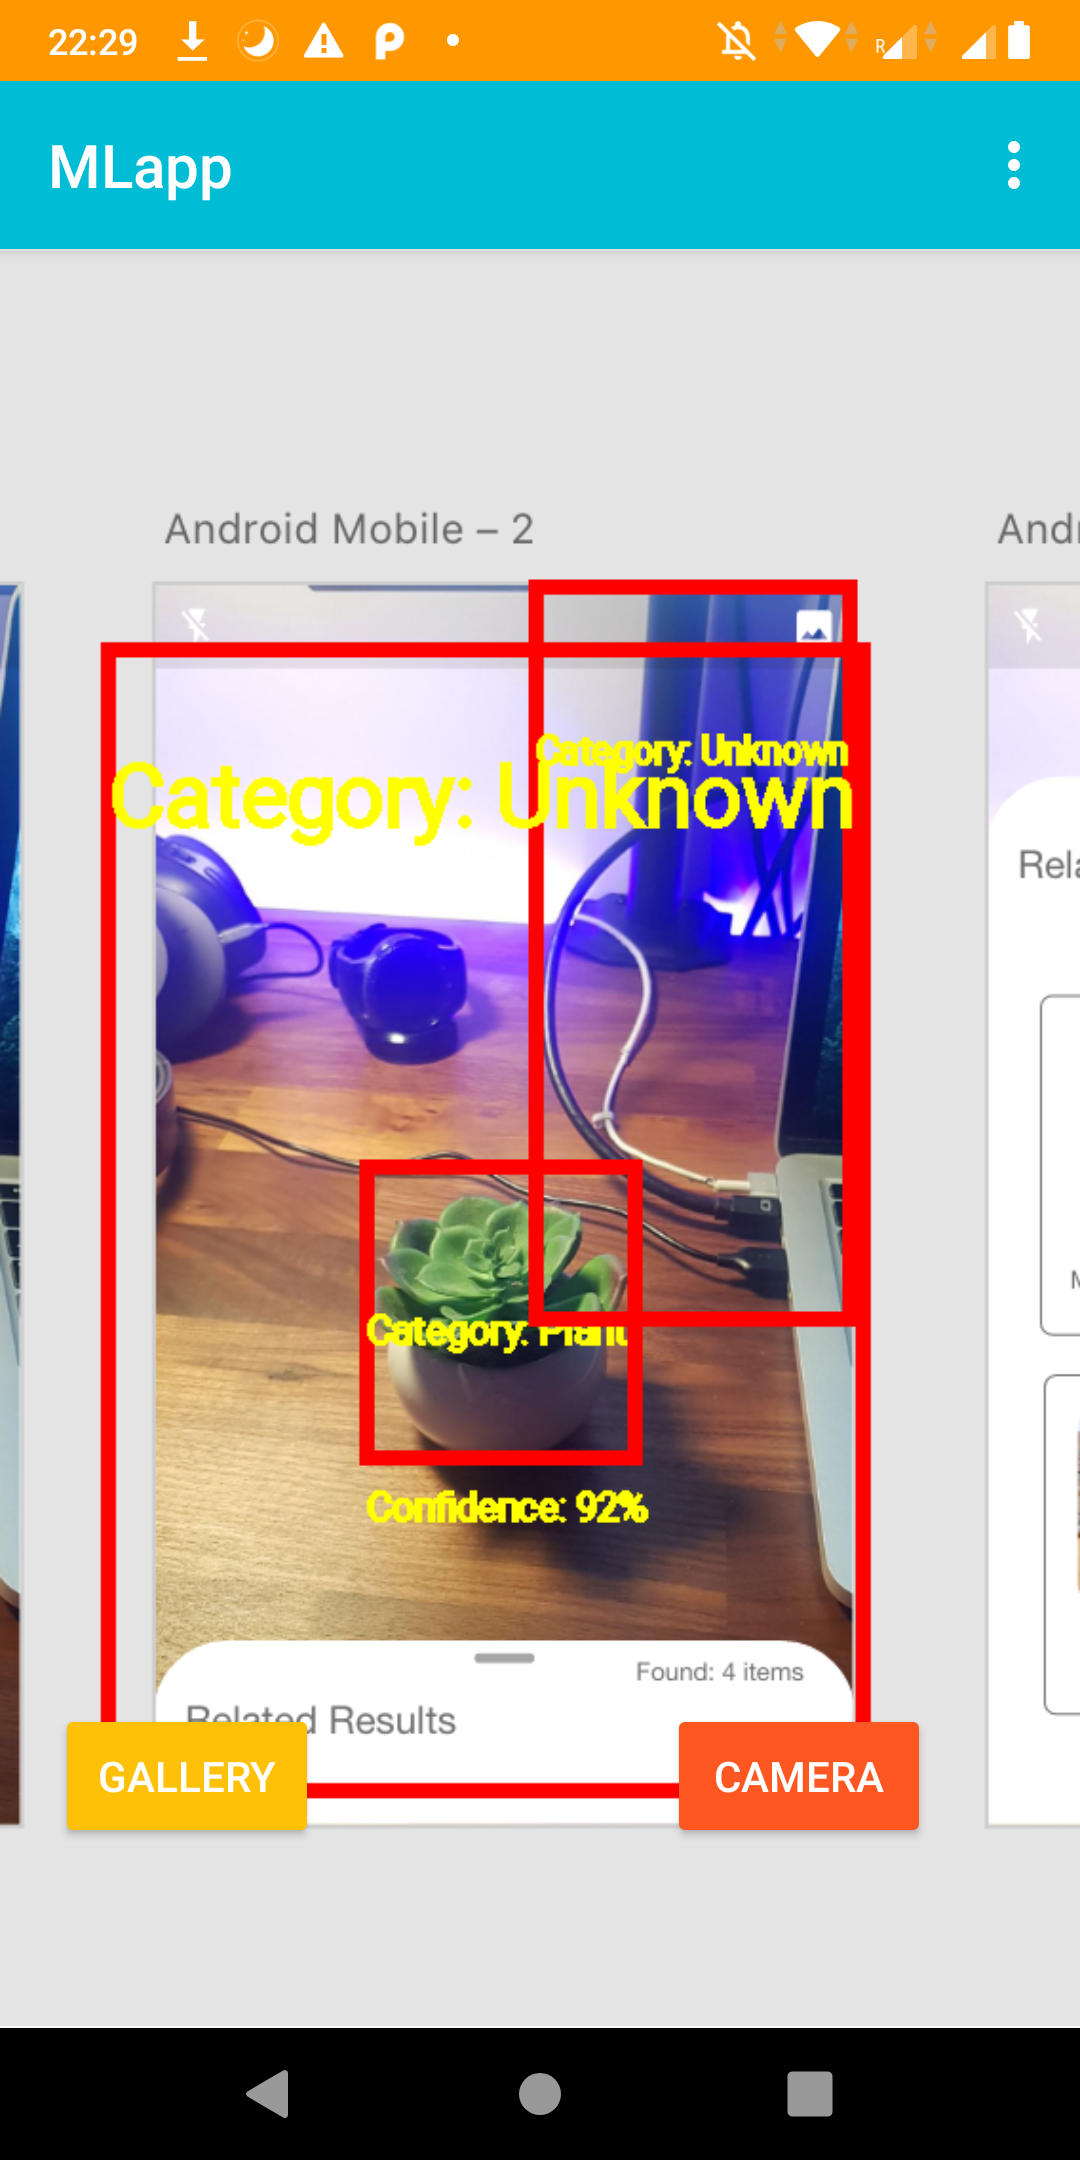 22:29
R
MLapp
Android Mobile – 2
Andr
Category: Unknown
Category: Unknown
Rela
Category: Plant
Confidence: 92%
Found: 4 items
Related Results
GALLERY
CAMERA